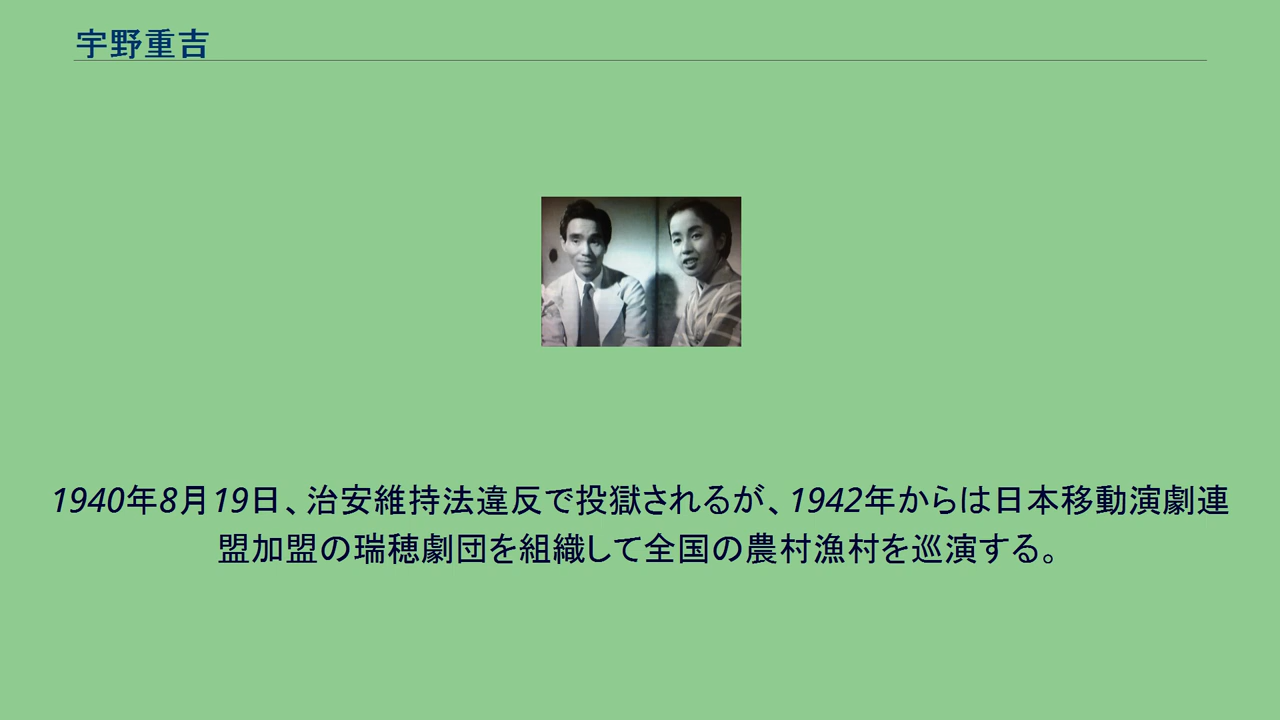 宇野重吉
1940年8月19日、治安維持法違反で投獄されるが、1942年からは日本移動演劇連
盟加盟の瑞穂劇団を組織して全国の農村漁村を巡演する。